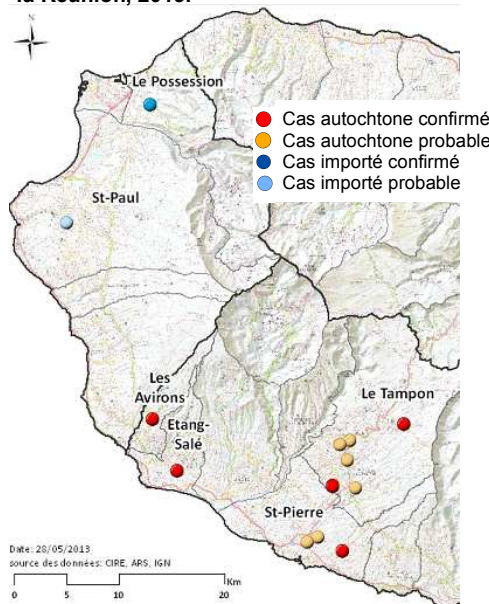 la Réunion, 2013.
N
Le Possession
Cas autochtone confirmé
Cas autochtone probable
Cas importé confirmé
Cas importé probable
St-Paul
Les
Avirons
Le Tampon
Etang-
Salé
St-Pierre
Date: 28/05/2013
source des données: CIRE, ARS, IGN
Km
0 5 10 20